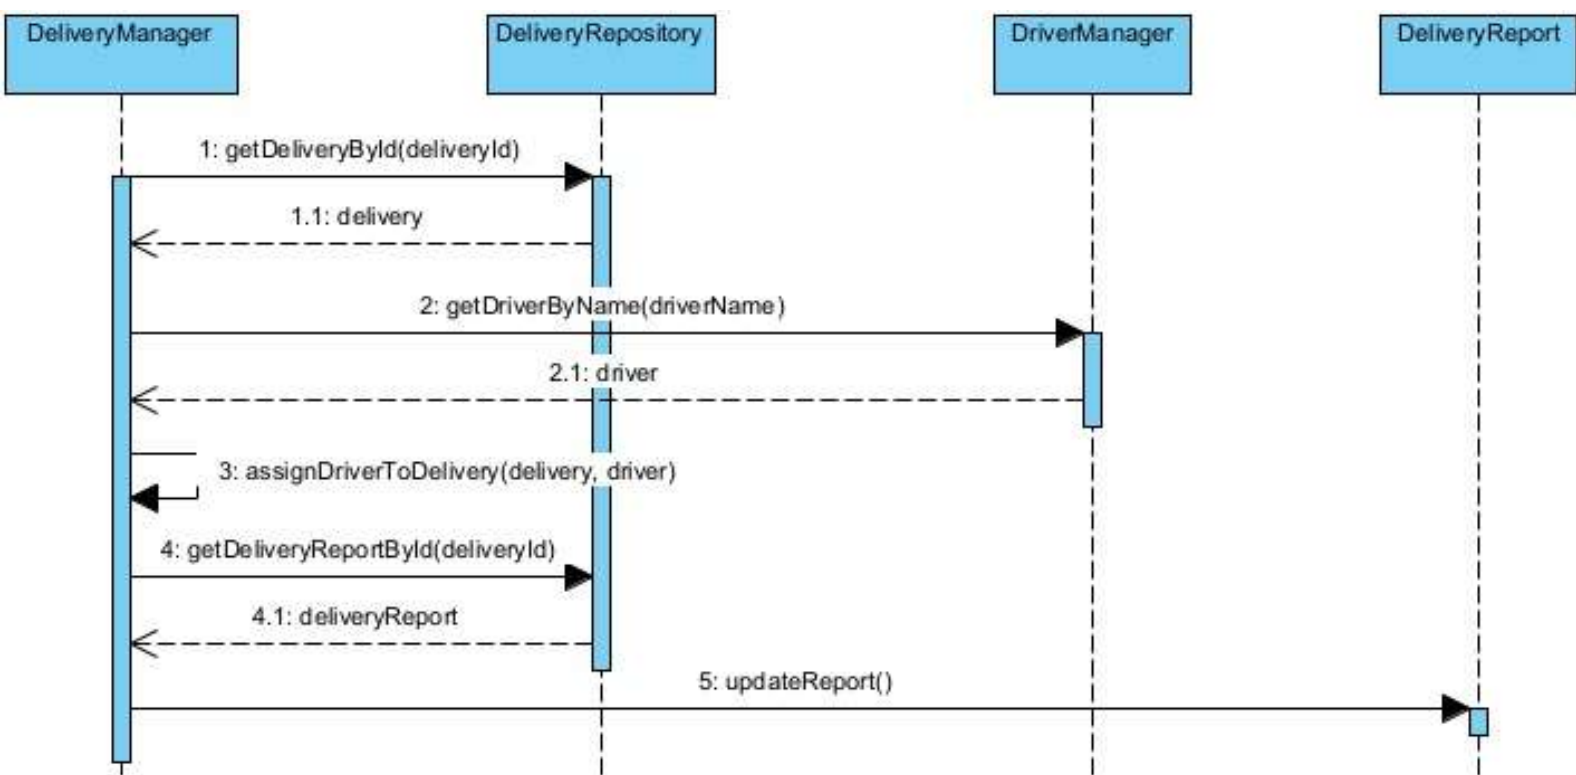 DeliveryManager
DeliveryRepository
DriverManager
DeliveryReport
1: getDeliveryById(deliveryId)
1.1: delivery
2: getDriverByName(driverName)
2.1: driver
3: assignDriverToDelivery(delivery, driver)
4: getDeliveryReportById(deliveryId)
4.1: deliveryReport
5: updateReport()